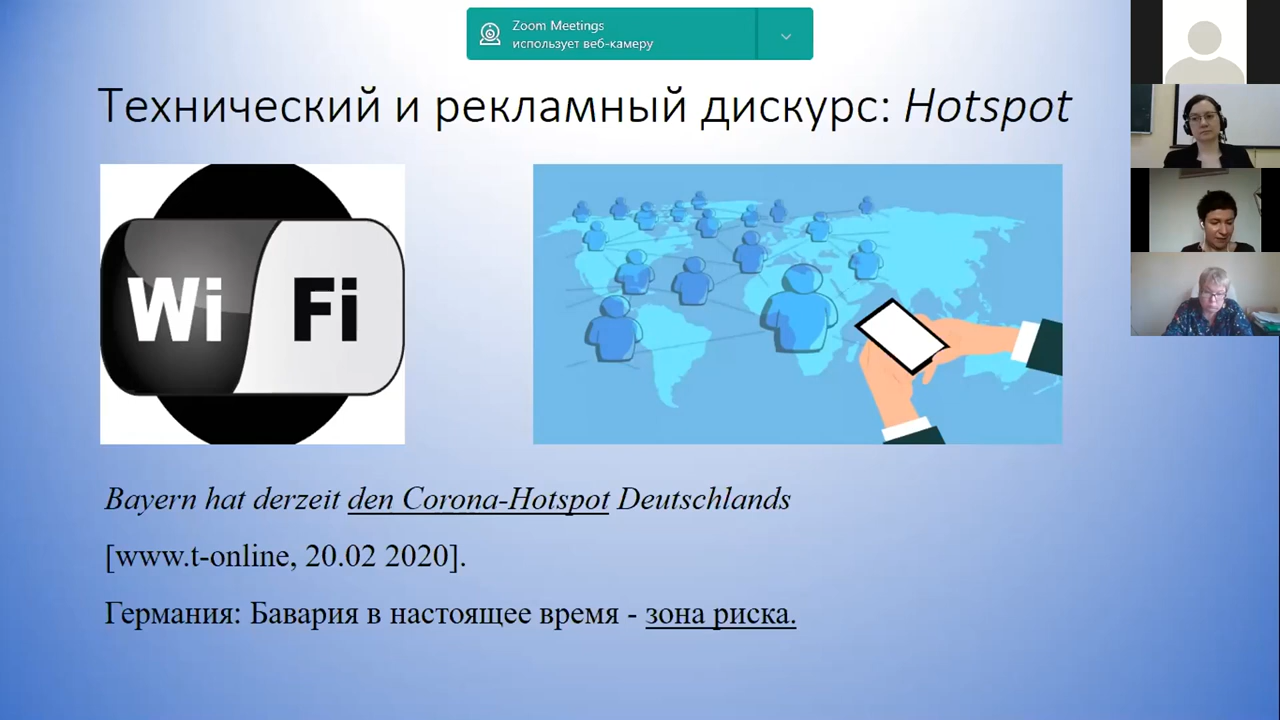 Zoom Meetings
использует веб-камеру
Технический и рекламный дискурс: Hotspot
Wi Fi
Bayern hat derzeit den Corona-Hotspot Deutschlands
[www.t-online, 20.02 2020].
Германия: Бавария в настоящее время - зона риска.